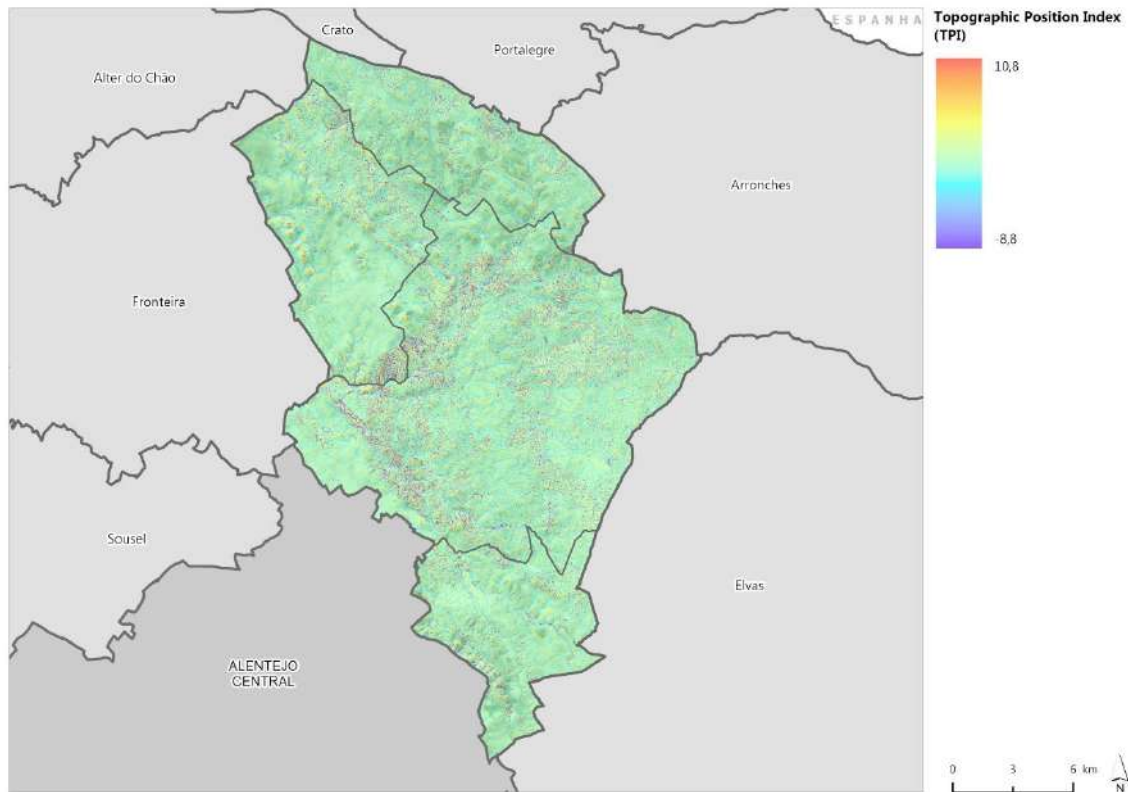 ESPANHA
Crato
Portalegre
Alter do Chão
Arronches
Fronteira
Sousel
Elvas
ALENTEJO
CENTRAL
Topographic Position Index
(TPI)
10,8
-8,8
0 3 6 km
N